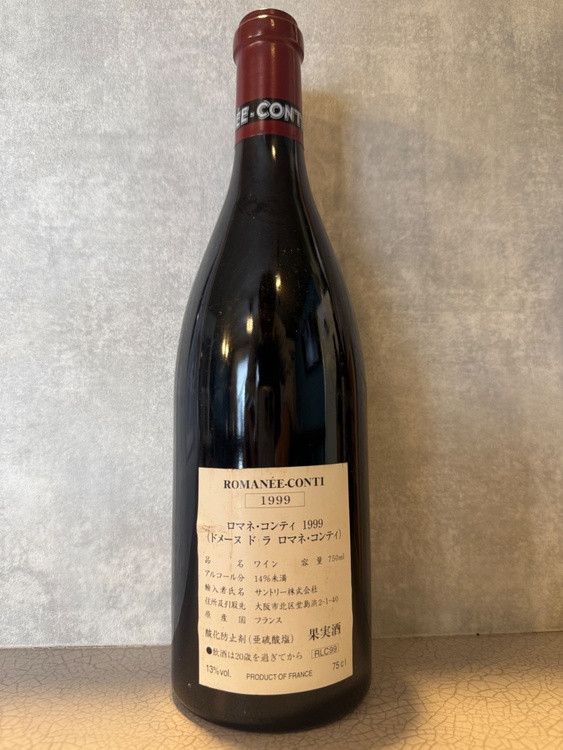 ÉE-CONT
ROMANÉE-CONTI
1999
ロマネ・コンティ 1999
(ドメーヌ ド ラ ロマネ・コンティ)
品 名 ワイン 容 量 750ml
アルコール分 14%未満
輸入者氏名 サントリー株式会社
住所及引取先 大阪市北区堂島浜2-1-40
原 産 国 フランス
酸化防止剤(亜硫酸塩) 果実酒
●飲酒は20歳を過ぎてから RLC99
13%vol. PRODUCT OF FRANCE 75cl